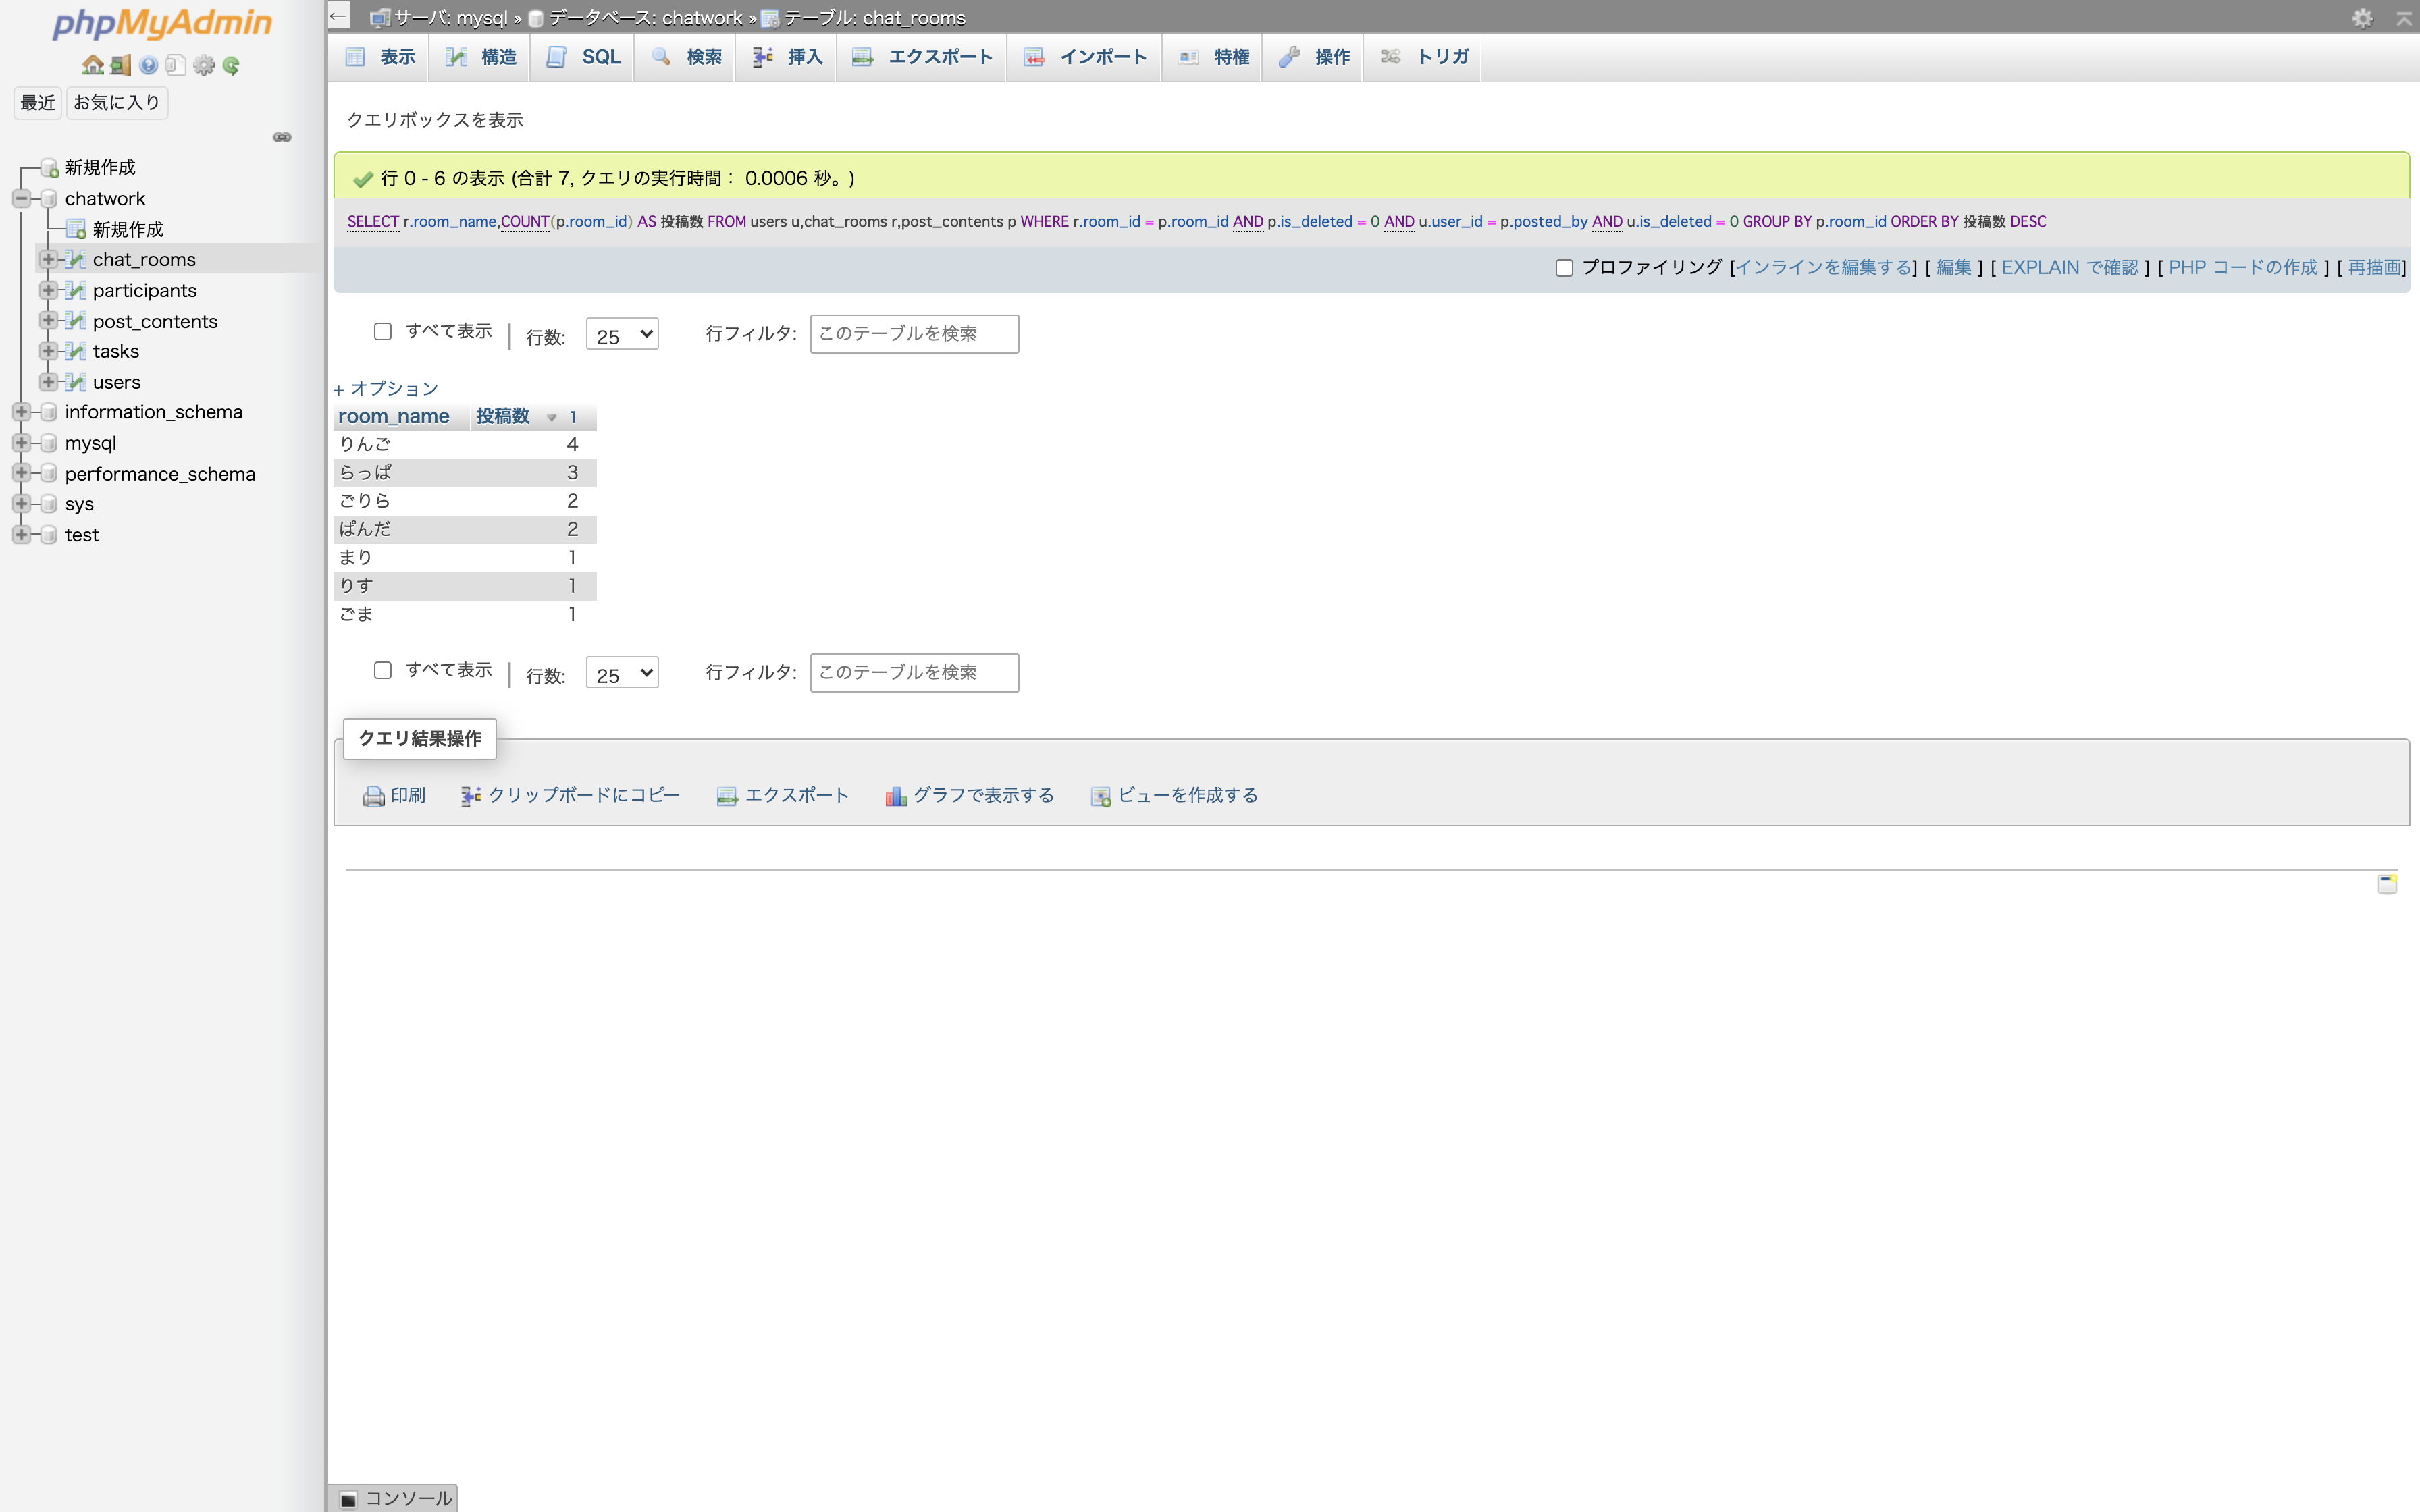 phpMyAdmin
最近 お気に入り
新規作成
chatwork
新規作成
chat_rooms
participants
post_contents
tasks
users
information_schema
mysql
performance_schema
sys
test
← サーバ: mysql » データベース: chatwork » テーブル: chat_rooms
表示 構造 SQL 検索 挿入 エクスポート インポート 特権 操作 トリガ
クエリボックスを表示
行 0 - 6 の表示 (合計 7, クエリの実行時間： 0.0006 秒。)
SELECT r.room_name,COUNT(p.room_id) AS 投稿数 FROM users u,chat_rooms r,post_contents p WHERE r.room_id = p.room_id AND p.is_deleted = 0 AND u.user_id = p.posted_by AND u.is_deleted = 0 GROUP BY p.room_id ORDER BY 投稿数 DESC
プロファイリング [インラインを編集する] [ 編集 ] [ EXPLAIN で確認 ] [ PHP コードの作成 ] [ 再描画]
すべて表示 | 行数: 25 行フィルタ: このテーブルを検索
+ オプション
room_name 投稿数 1
りんご 4
らっぱ 3
ごりら 2
ぱんだ 2
まり 1
りす 1
ごま 1
すべて表示 | 行数: 25 行フィルタ: このテーブルを検索
クエリ結果操作
印刷 クリップボードにコピー エクスポート グラフで表示する ビューを作成する
コンソール